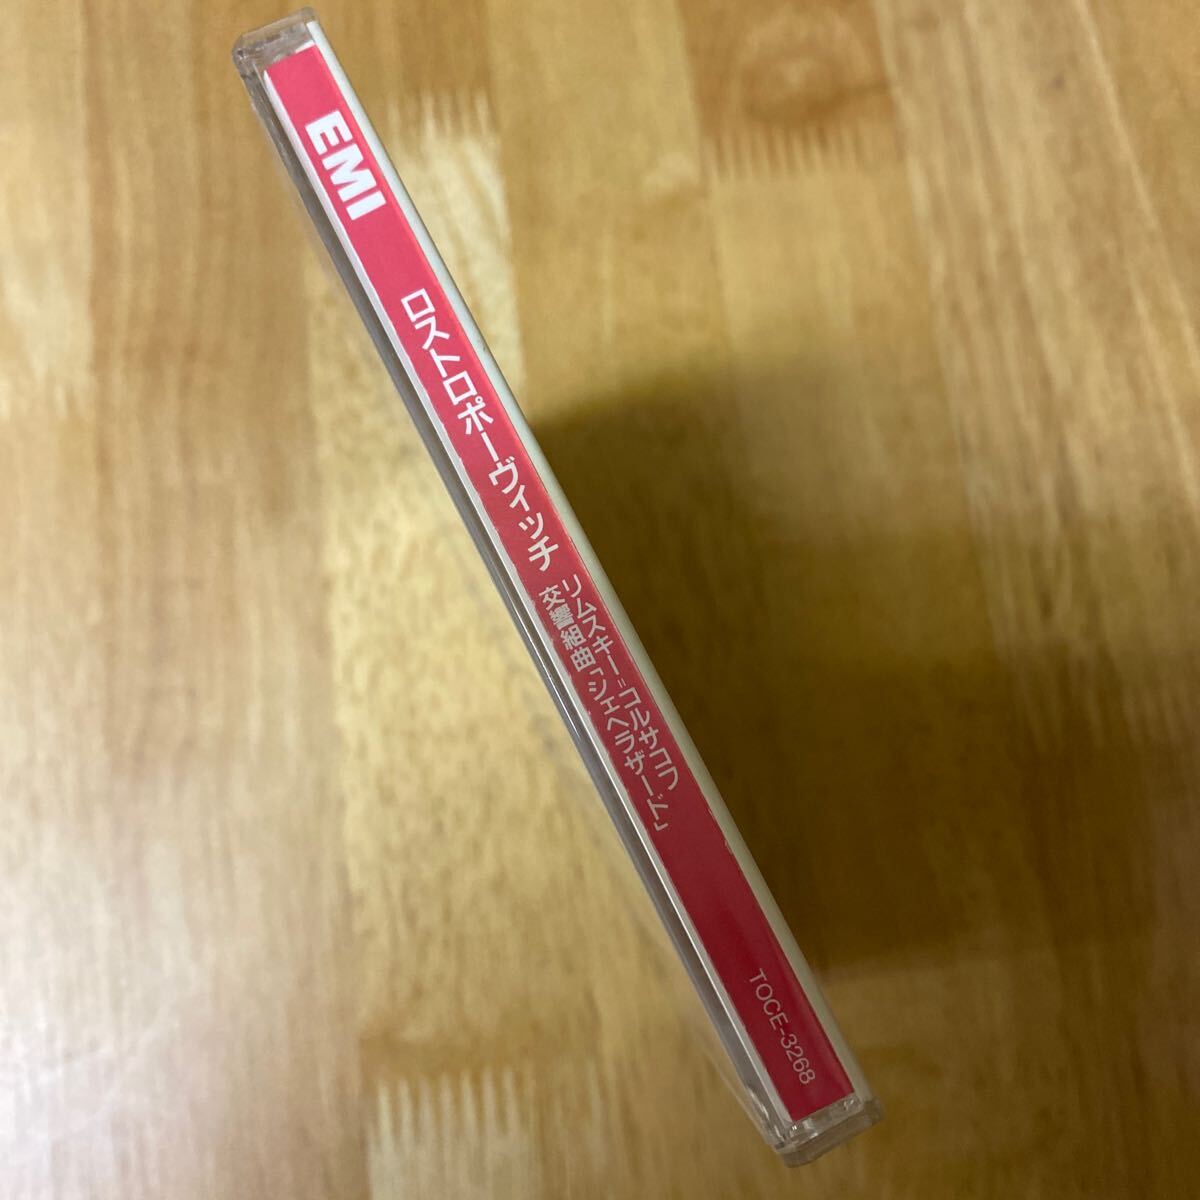 EMI
ロストロポーヴィッチ
リムスキー=コルサコフ
交響組曲「シェヘラザード」
TOCE-3268